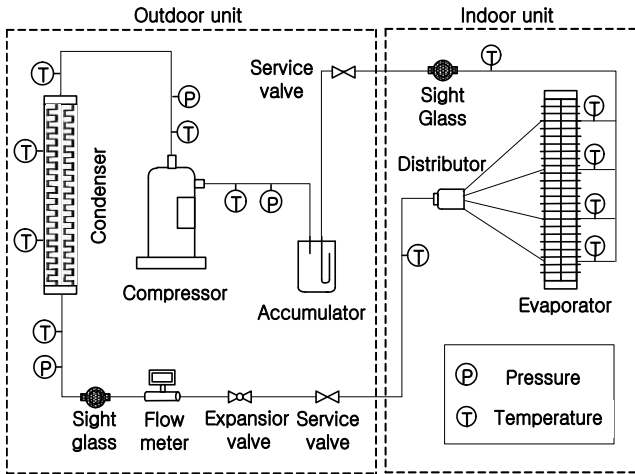 Outdoor unit
Indoor unit
T
P
T
Service
valve
Sight
Glass
T
T
T
T
T
T
T
Condenser
Compressor
T
P
Accumulator
Distributor
T
Evaporator
T
P
Sight
glass
Flow
meter
Expansior
valve
Service
valve
P Pressure
T Temperature